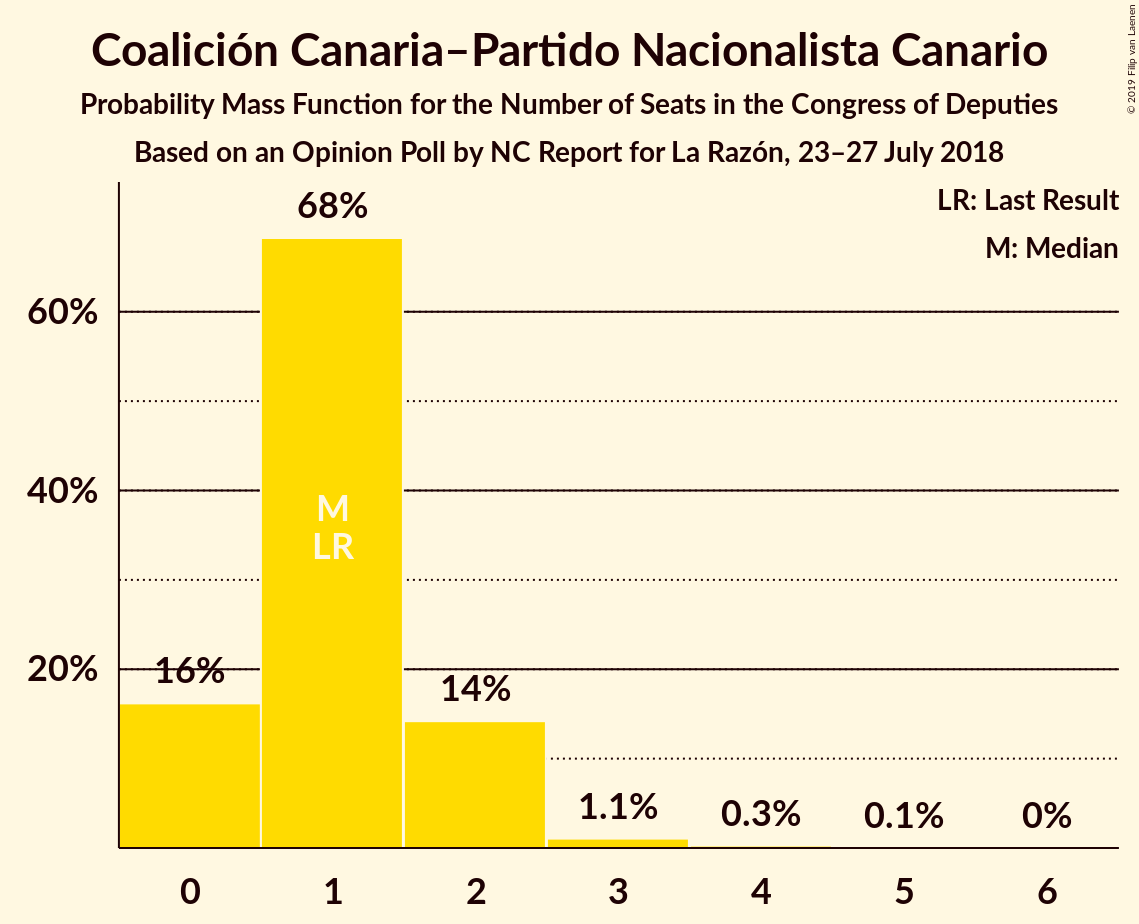 Coalición Canaria–Partido Nacionalista Canario
Probability Mass Function for the Number of Seats in the Congress of Deputies
Based on an Opinion Poll by NC Report for La Razón, 23–27 July 2018
© 2019 Filip van Laenen
LR: Last Result
M: Median
68%
60%
40%
M
LR
20%
16%
14%
1.1%
0.3%
0.1%
0%
0 1 2 3 4 5 6